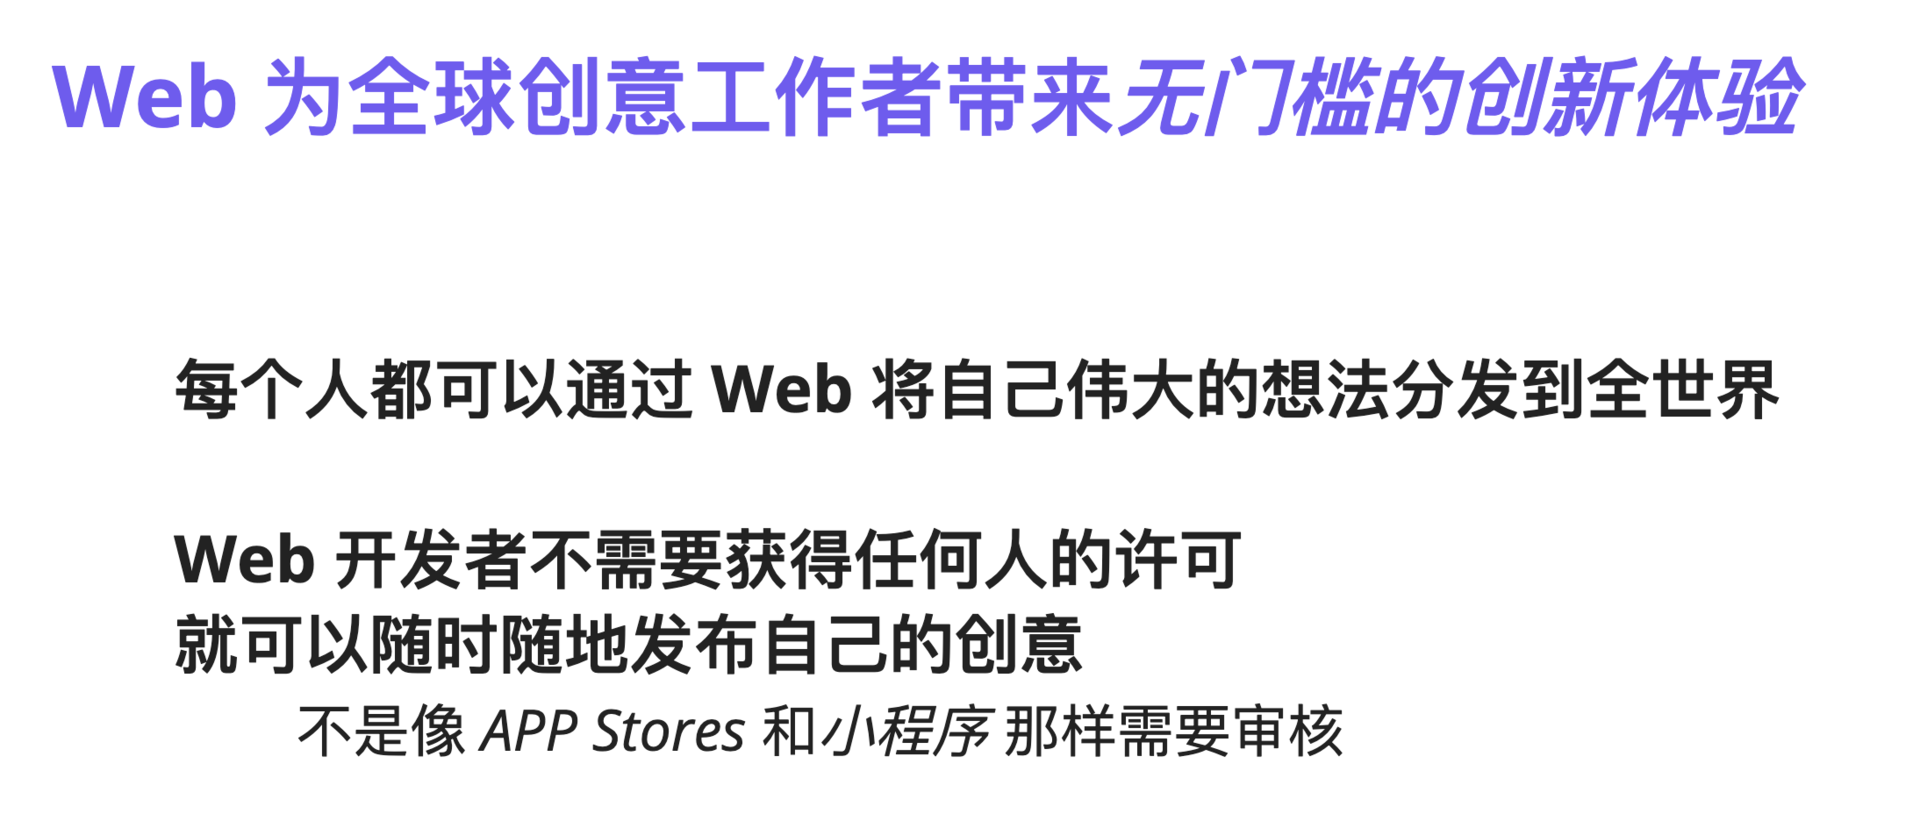 Web 为全球创意工作者带来无门槛的创新体验
每个人都可以通过 Web 将自己伟大的想法分发到全世界
Web 开发者不需要获得任何人的许可
就可以随时随地发布自己的创意
不是像 APP Stores 和小程序 那样需要审核